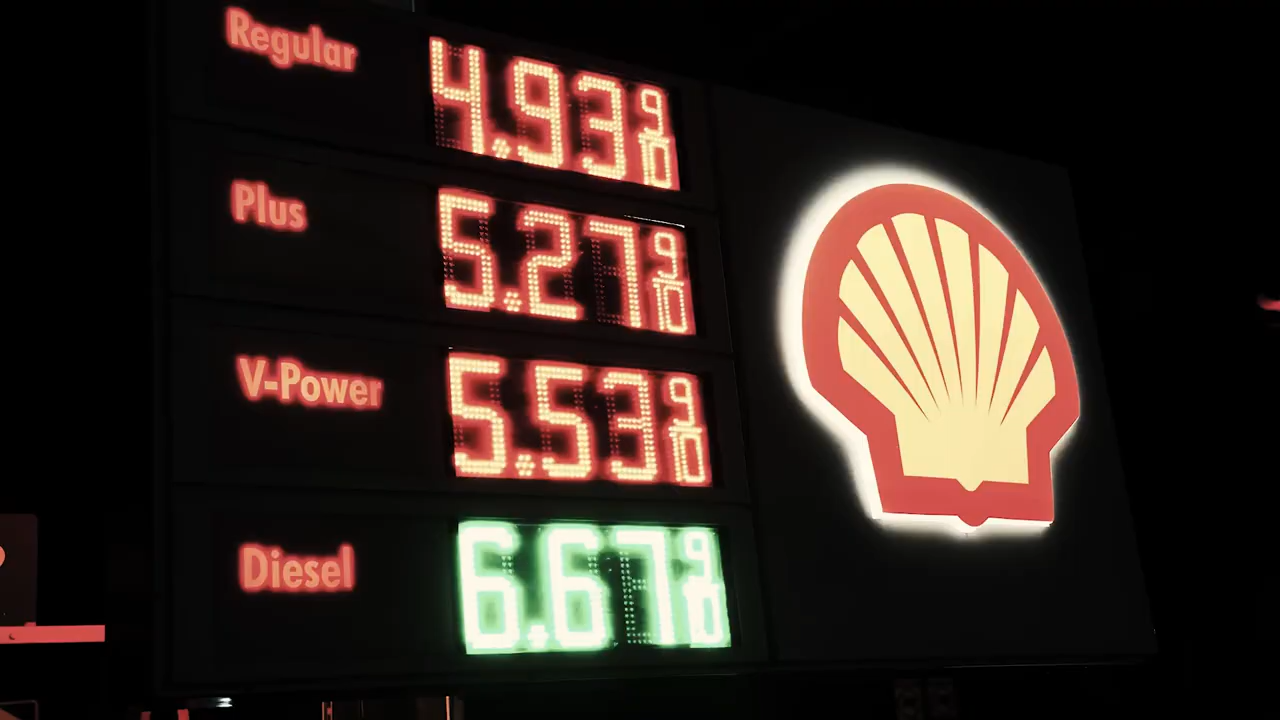 Regular 4.93 9/10
Plus 5.27 9/10
V-Power 5.53 9/10
Diesel 6.67 9/10